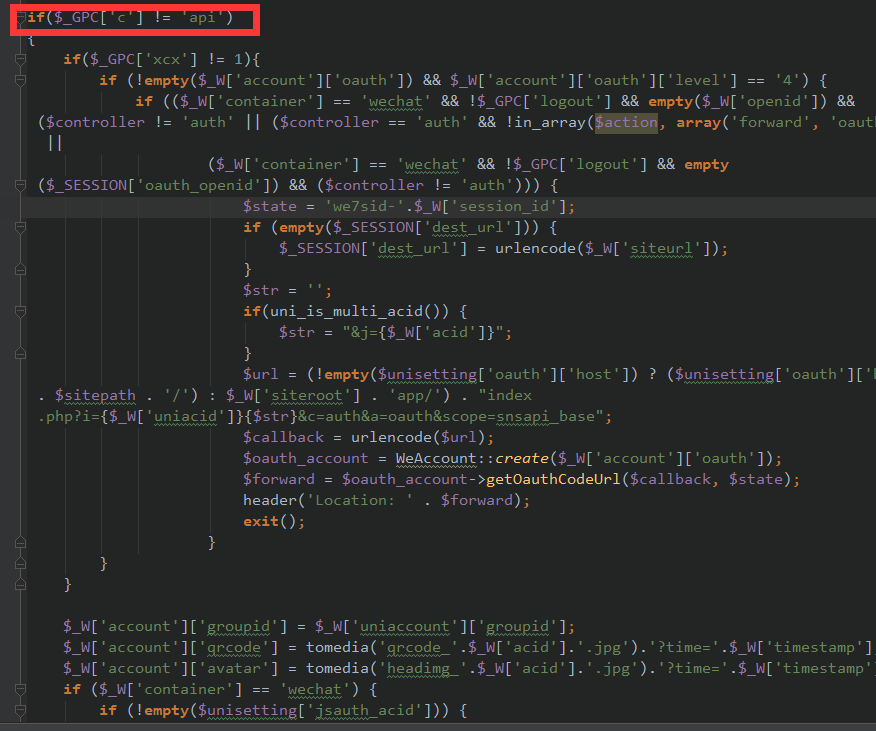 if($_GPC['c'] != 'api')
{
if($_GPC['xcx'] != 1){
if (!empty($_W['account']['oauth']) && $_W['account']['oauth']['level'] == '4') {
if (($_W['container'] == 'wechat' && !$_GPC['logout'] && empty($_W['openid']) &&
($controller != 'auth' || ($controller == 'auth' && !in_array($action, array('forward', 'oaut
||
($_W['container'] == 'wechat' && !$_GPC['logout'] && empty
($_SESSION['oauth_openid']) && ($controller != 'auth'))) {
$state = 'we7sid-'.$_W['session_id'];
if (empty($_SESSION['dest_url'])) {
$_SESSION['dest_url'] = urlencode($_W['siteurl']);
}
$str = '';
if(uni_is_multi_acid()) {
$str = "&j={$_W['acid']}";
}
$url = (!empty($unisetting['oauth']['host']) ? ($unisetting['oauth']['h
. $sitepath . '/') : $_W['siteroot'] . 'app/') . "index
.php?i={$_W['uniacid']}{$str}&c=auth&a=oauth&scope=snsapi_base";
$callback = urlencode($url);
$oauth_account = WeAccount::create($_W['account']['oauth']);
$forward = $oauth_account->getOauthCodeUrl($callback, $state);
header('Location: ' . $forward);
exit();
}
}
}
$_W['account']['groupid'] = $_W['uniaccount']['groupid'];
$_W['account']['qrcode'] = tomedia('qrcode_'.$_W['acid'].'.jpg').'?time='.$_W['timestamp'];
$_W['account']['avatar'] = tomedia('headimg_'.$_W['acid'].'.jpg').'?time='.$_W['timestamp'
if ($_W['container'] == 'wechat') {
if (!empty($unisetting['jsauth_acid'])) {